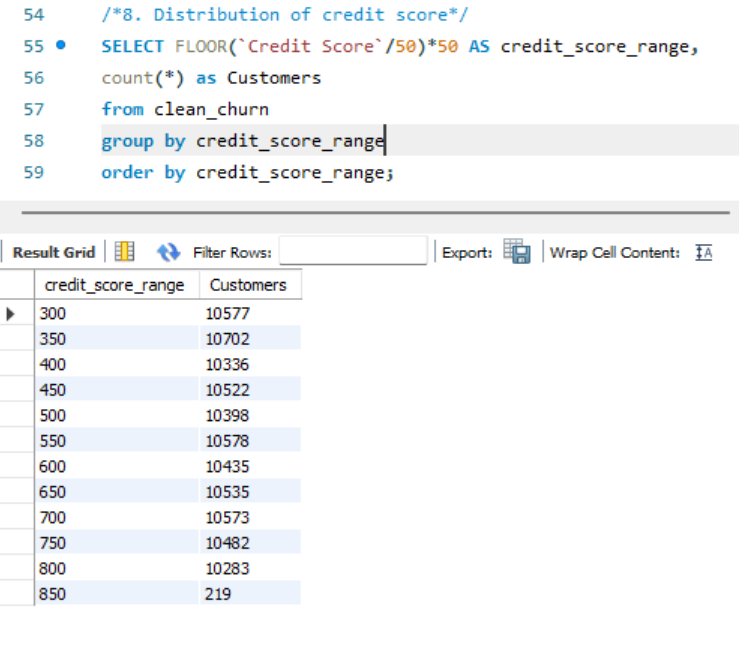 54 /*8. Distribution of credit score*/
55 SELECT FLOOR(`Credit Score`/50)*50 AS credit_score_range,
56 count(*) as Customers
57 from clean_churn
58 group by credit_score_range
59 order by credit_score_range;
Result Grid Filter Rows: Export: Wrap Cell Content: IA
credit_score_range Customers
300 10577
350 10702
400 10336
450 10522
500 10398
550 10578
600 10435
650 10535
700 10573
750 10482
800 10283
850 219